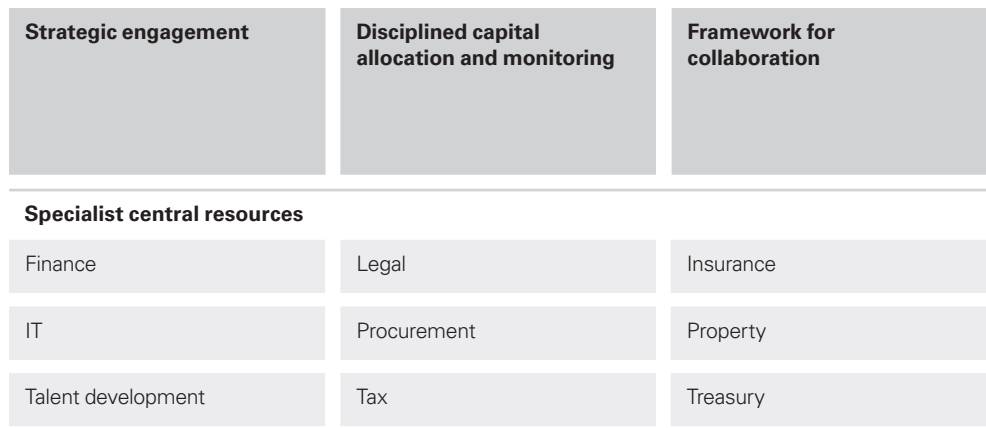 Strategic engagement
Disciplined capital
allocation and monitoring
Framework for
collaboration
Specialist central resources
Finance
Legal
Insurance
IT
Procurement
Property
Talent development
Tax
Treasury